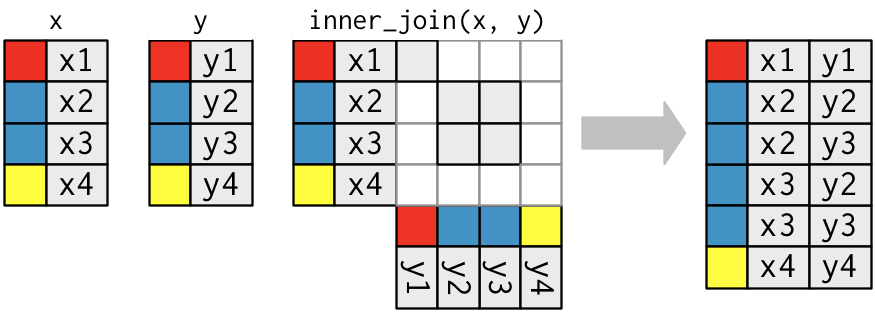 x y inner_join(x, y)
x1 y1 x1 x1 y1
x2 y2 x2 x2 y2
x3 y3 x3 x2 y3
x4 y4 x4 x3 y2
x3 y3
y1 y2 y3 y4 x4 y4